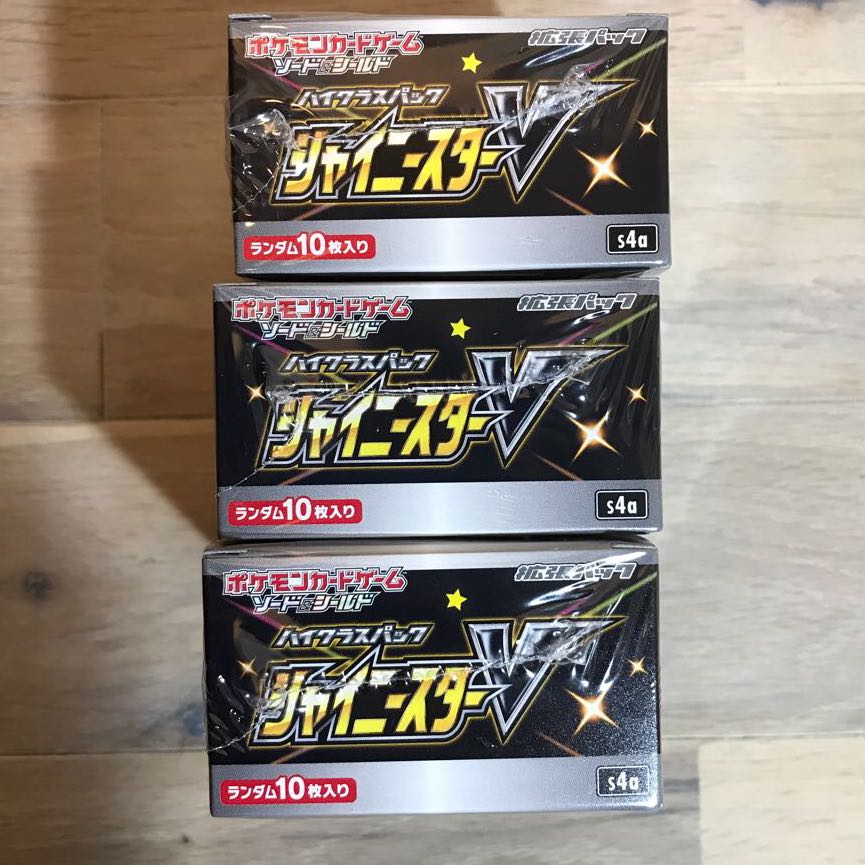 ポケモンカードゲーム 拡張パック
ソード&シールド
ハイクラスパック
シャイニースターV
ランダム10枚入り s4a
ポケモンカードゲーム 拡張パック
ソード&シールド
ハイクラスパック
シャイニースターV
ランダム10枚入り s4a
ポケモンカードゲーム 拡張パック
ソード&シールド
ハイクラスパック
シャイニースターV
ランダム10枚入り s4a